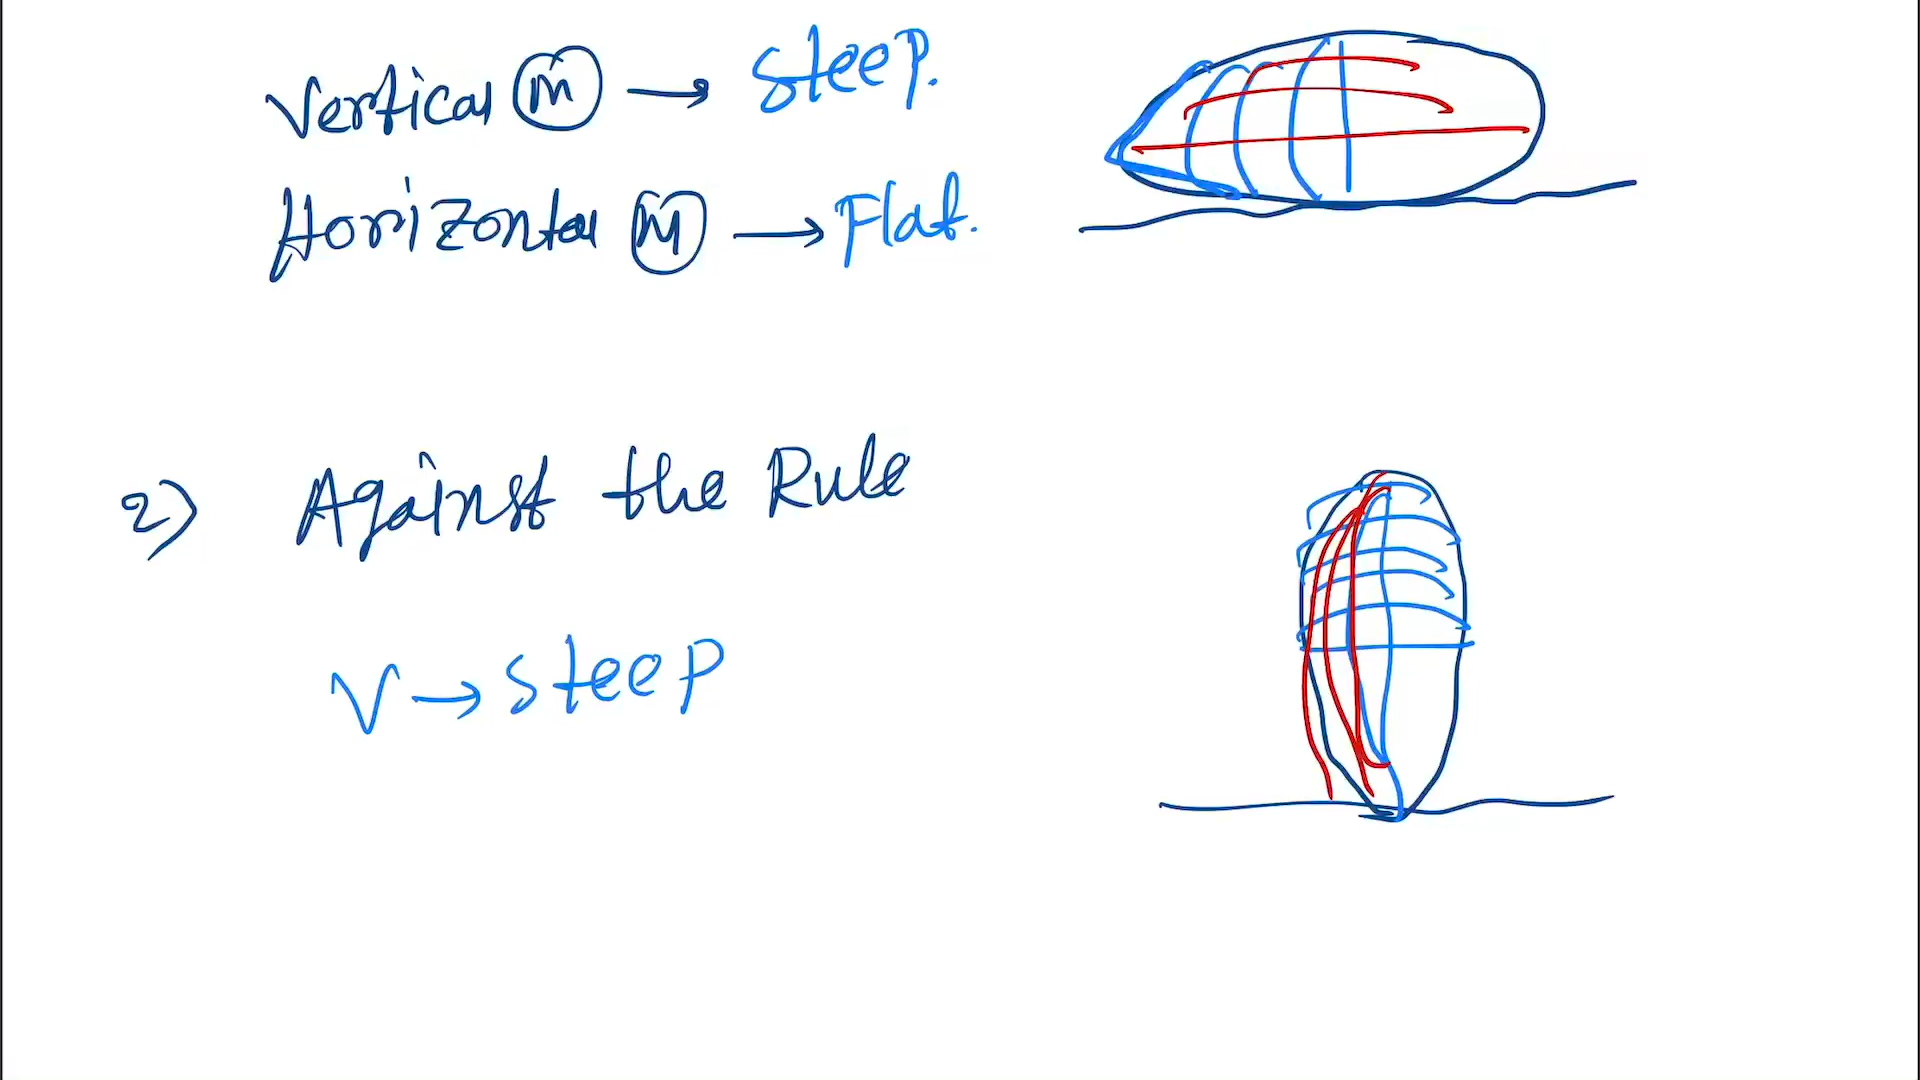 Vertical m → steep.
Horizontal M → Flat.
2) Against the Rule
V → steep